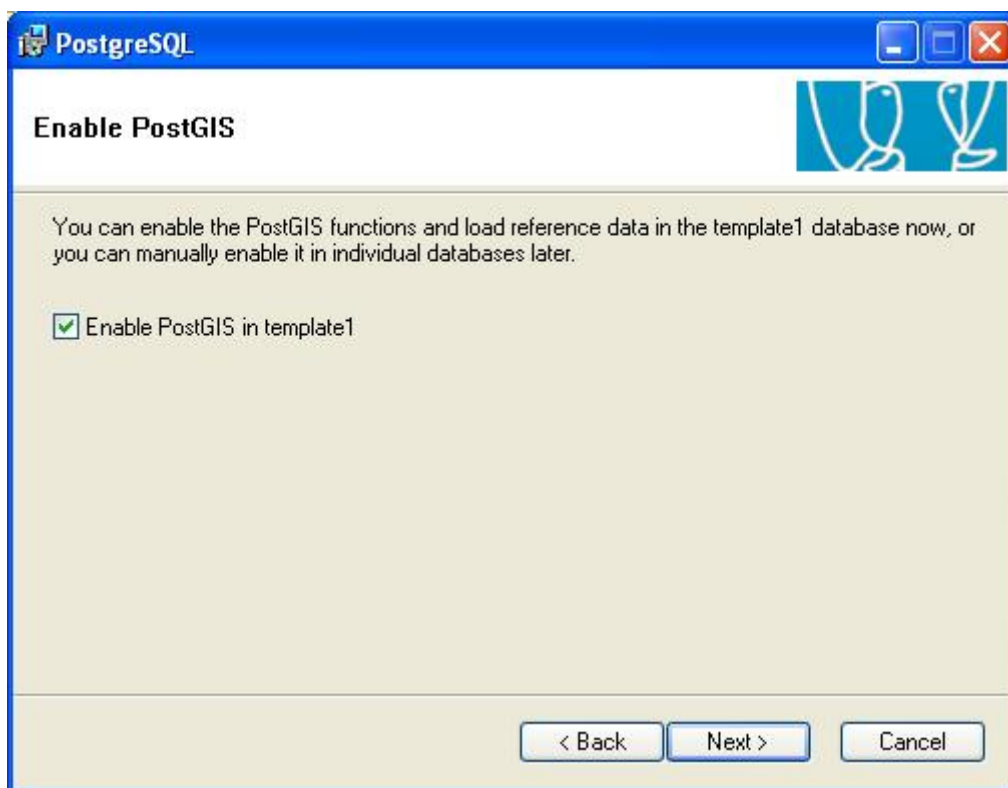 PostgreSQL
Enable PostGIS
You can enable the PostGIS functions and load reference data in the template1 database now, or
you can manually enable it in individual databases later.
Enable PostGIS in template1
< Back
Next >
Cancel